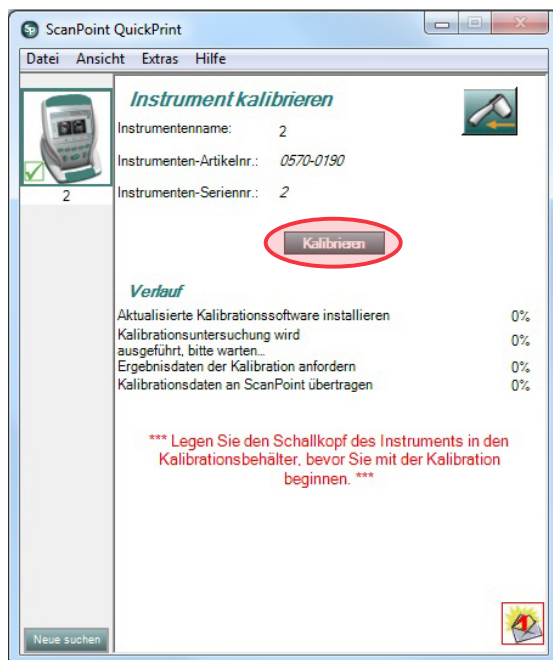 ScanPoint QuickPrint
Datei Ansicht Extras Hilfe
Instrument kalibrieren
Instrumentenname: 2
Instrumenten-Artikelnr.: 0570-0190
Instrumenten-Seriennr.: 2
2
Kalibrieren
Verlauf
Aktualisierte Kalibrationssoftware installieren 0%
Kalibrationsuntersuchung wird
ausgeführt, bitte warten... 0%
Ergebnisdaten der Kalibration anfordern 0%
Kalibrationsdaten an ScanPoint übertragen 0%
*** Legen Sie den Schallkopf des Instruments in den
Kalibrationsbehälter, bevor Sie mit der Kalibration
beginnen. ***
Neue suchen